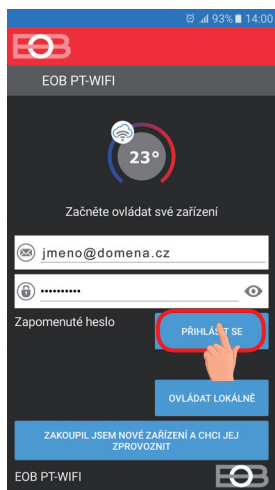 93% 14:00
EOB
EOB PT-WIFI
23°
Začněte ovládat své zařízení
jmeno@domena.cz
••••••••••
Zapomenuté heslo
PŘIHLÁSIT SE
OVLÁDAT LOKÁLNĚ
ZAKOUPIL JSEM NOVÉ ZAŘÍZENÍ A CHCI JEJ
ZPROVOZNIT
EOB PT-WIFI
EOB